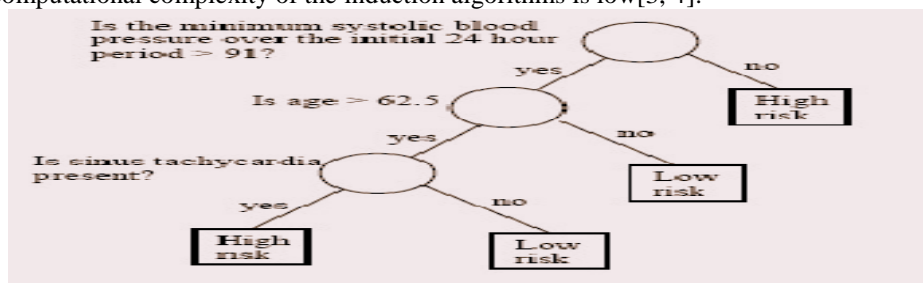 computational complexity of the induction algorithms is low[3, 4].
Is the minimum systolic blood
pressure over the initial 24 hour
period > 91?
yes
no
Is age > 62.5
High
risk
yes
no
Is sinus tachycardia
present?
Low
risk
yes
no
High
risk
Low
risk